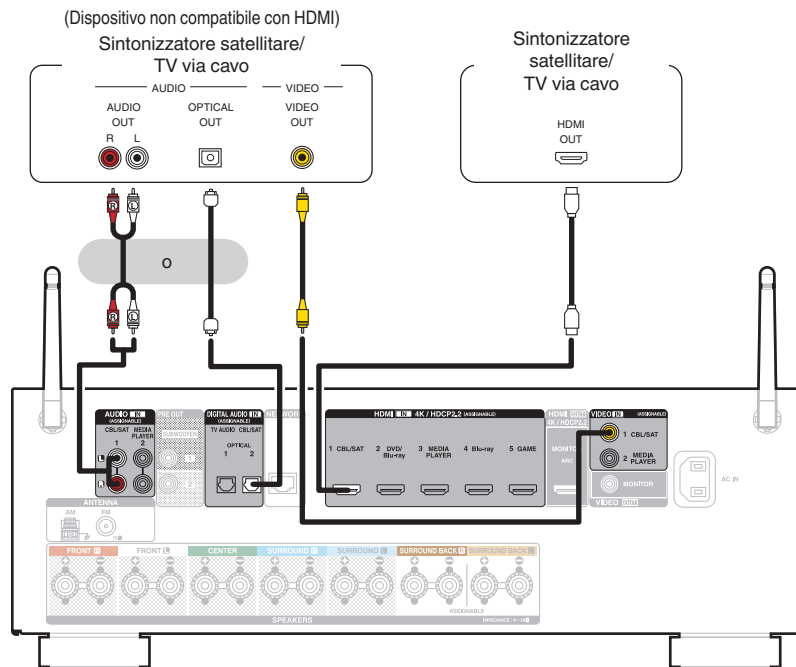 (Dispositivo non compatibile con HDMI)
Sintonizzatore satellitare/
TV via cavo
AUDIO
VIDEO
AUDIO
OUT
OPTICAL
OUT
VIDEO
OUT
R L
Sintonizzatore
satellitare/
TV via cavo
HDMI
OUT
R L
o
R L
AUDIO IN
(ASSIGNABLE)
CBL/SAT
1
MEDIA
PLAYER
2
L
R
PRE OUT
SUBWOOFER
1
2
DIGITAL AUDIO IN
(ASSIGNABLE)
TV AUDIO CBL/SAT
OPTICAL
1 2
NETWORK
HDMI IN 4K / HDCP2.2 (ASSIGNABLE)
1 CBL/SAT
2 DVD/
Blu-ray
3 MEDIA
PLAYER
4 Blu-ray
5 GAME
HDMI OUT
4K / HDCP2.2
MONITOR
ARC
VIDEO IN (ASSIGNABLE)
1 CBL/SAT
2 MEDIA
PLAYER
MONITOR
VIDEO OUT
AC IN
ANTENNA
AM FM
FRONT R
FRONT L
CENTER
SURROUND R
SURROUND L
SURROUND BACK R
SURROUND BACK L
ASSIGNABLE
SPEAKERS